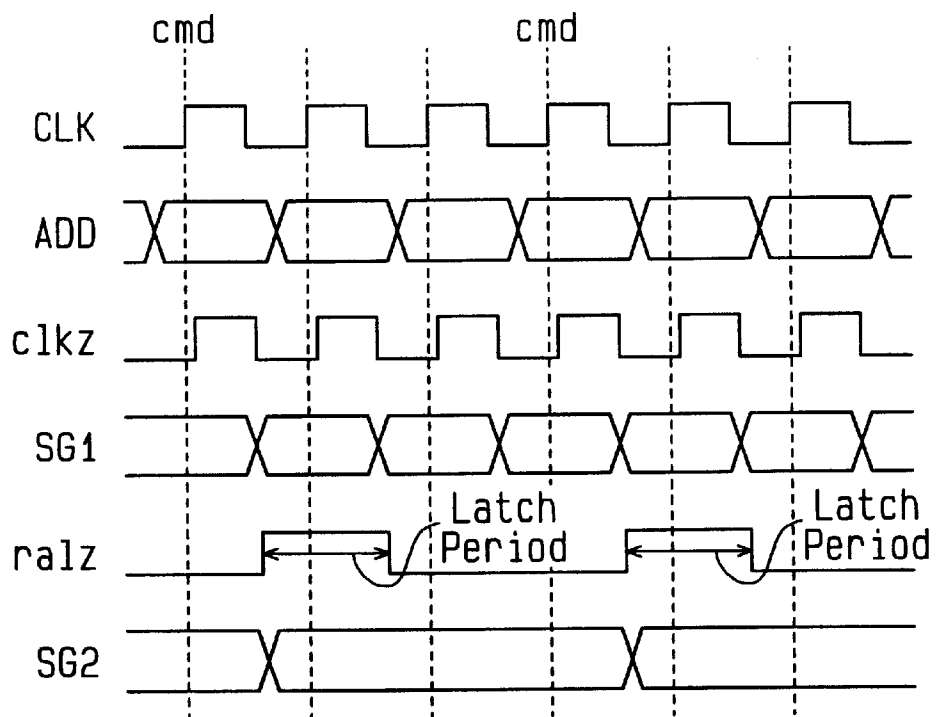 cmd cmd
CLK
ADD
clkz
SG1
Latch Period
Latch Period
ralz
SG2